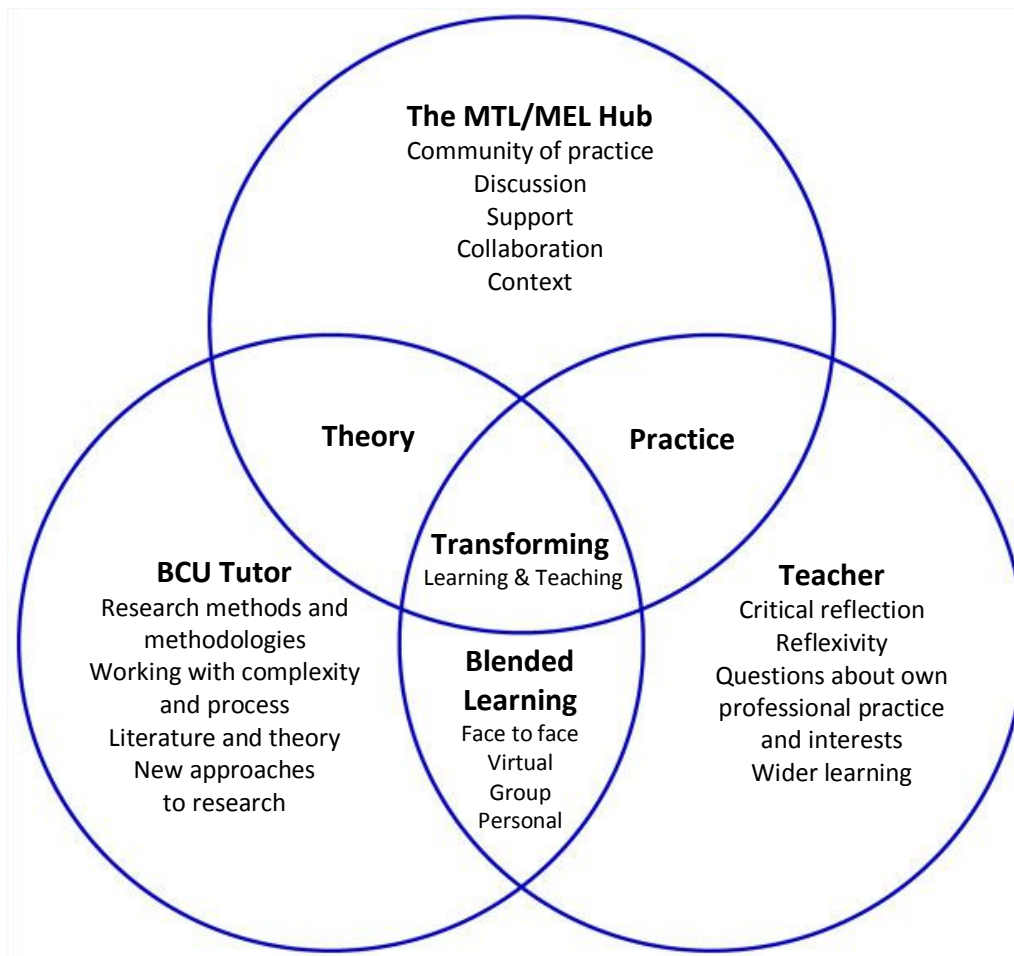 The MTL/MEL Hub
Community of practice
Discussion
Support
Collaboration
Context
Theory
Practice
Transforming
Learning & Teaching
BCU Tutor
Research methods and
methodologies
Working with complexity
and process
Literature and theory
New approaches
to research
Blended
Learning
Face to face
Virtual
Group
Personal
Teacher
Critical reflection
Reflexivity
Questions about own
professional practice
and interests
Wider learning